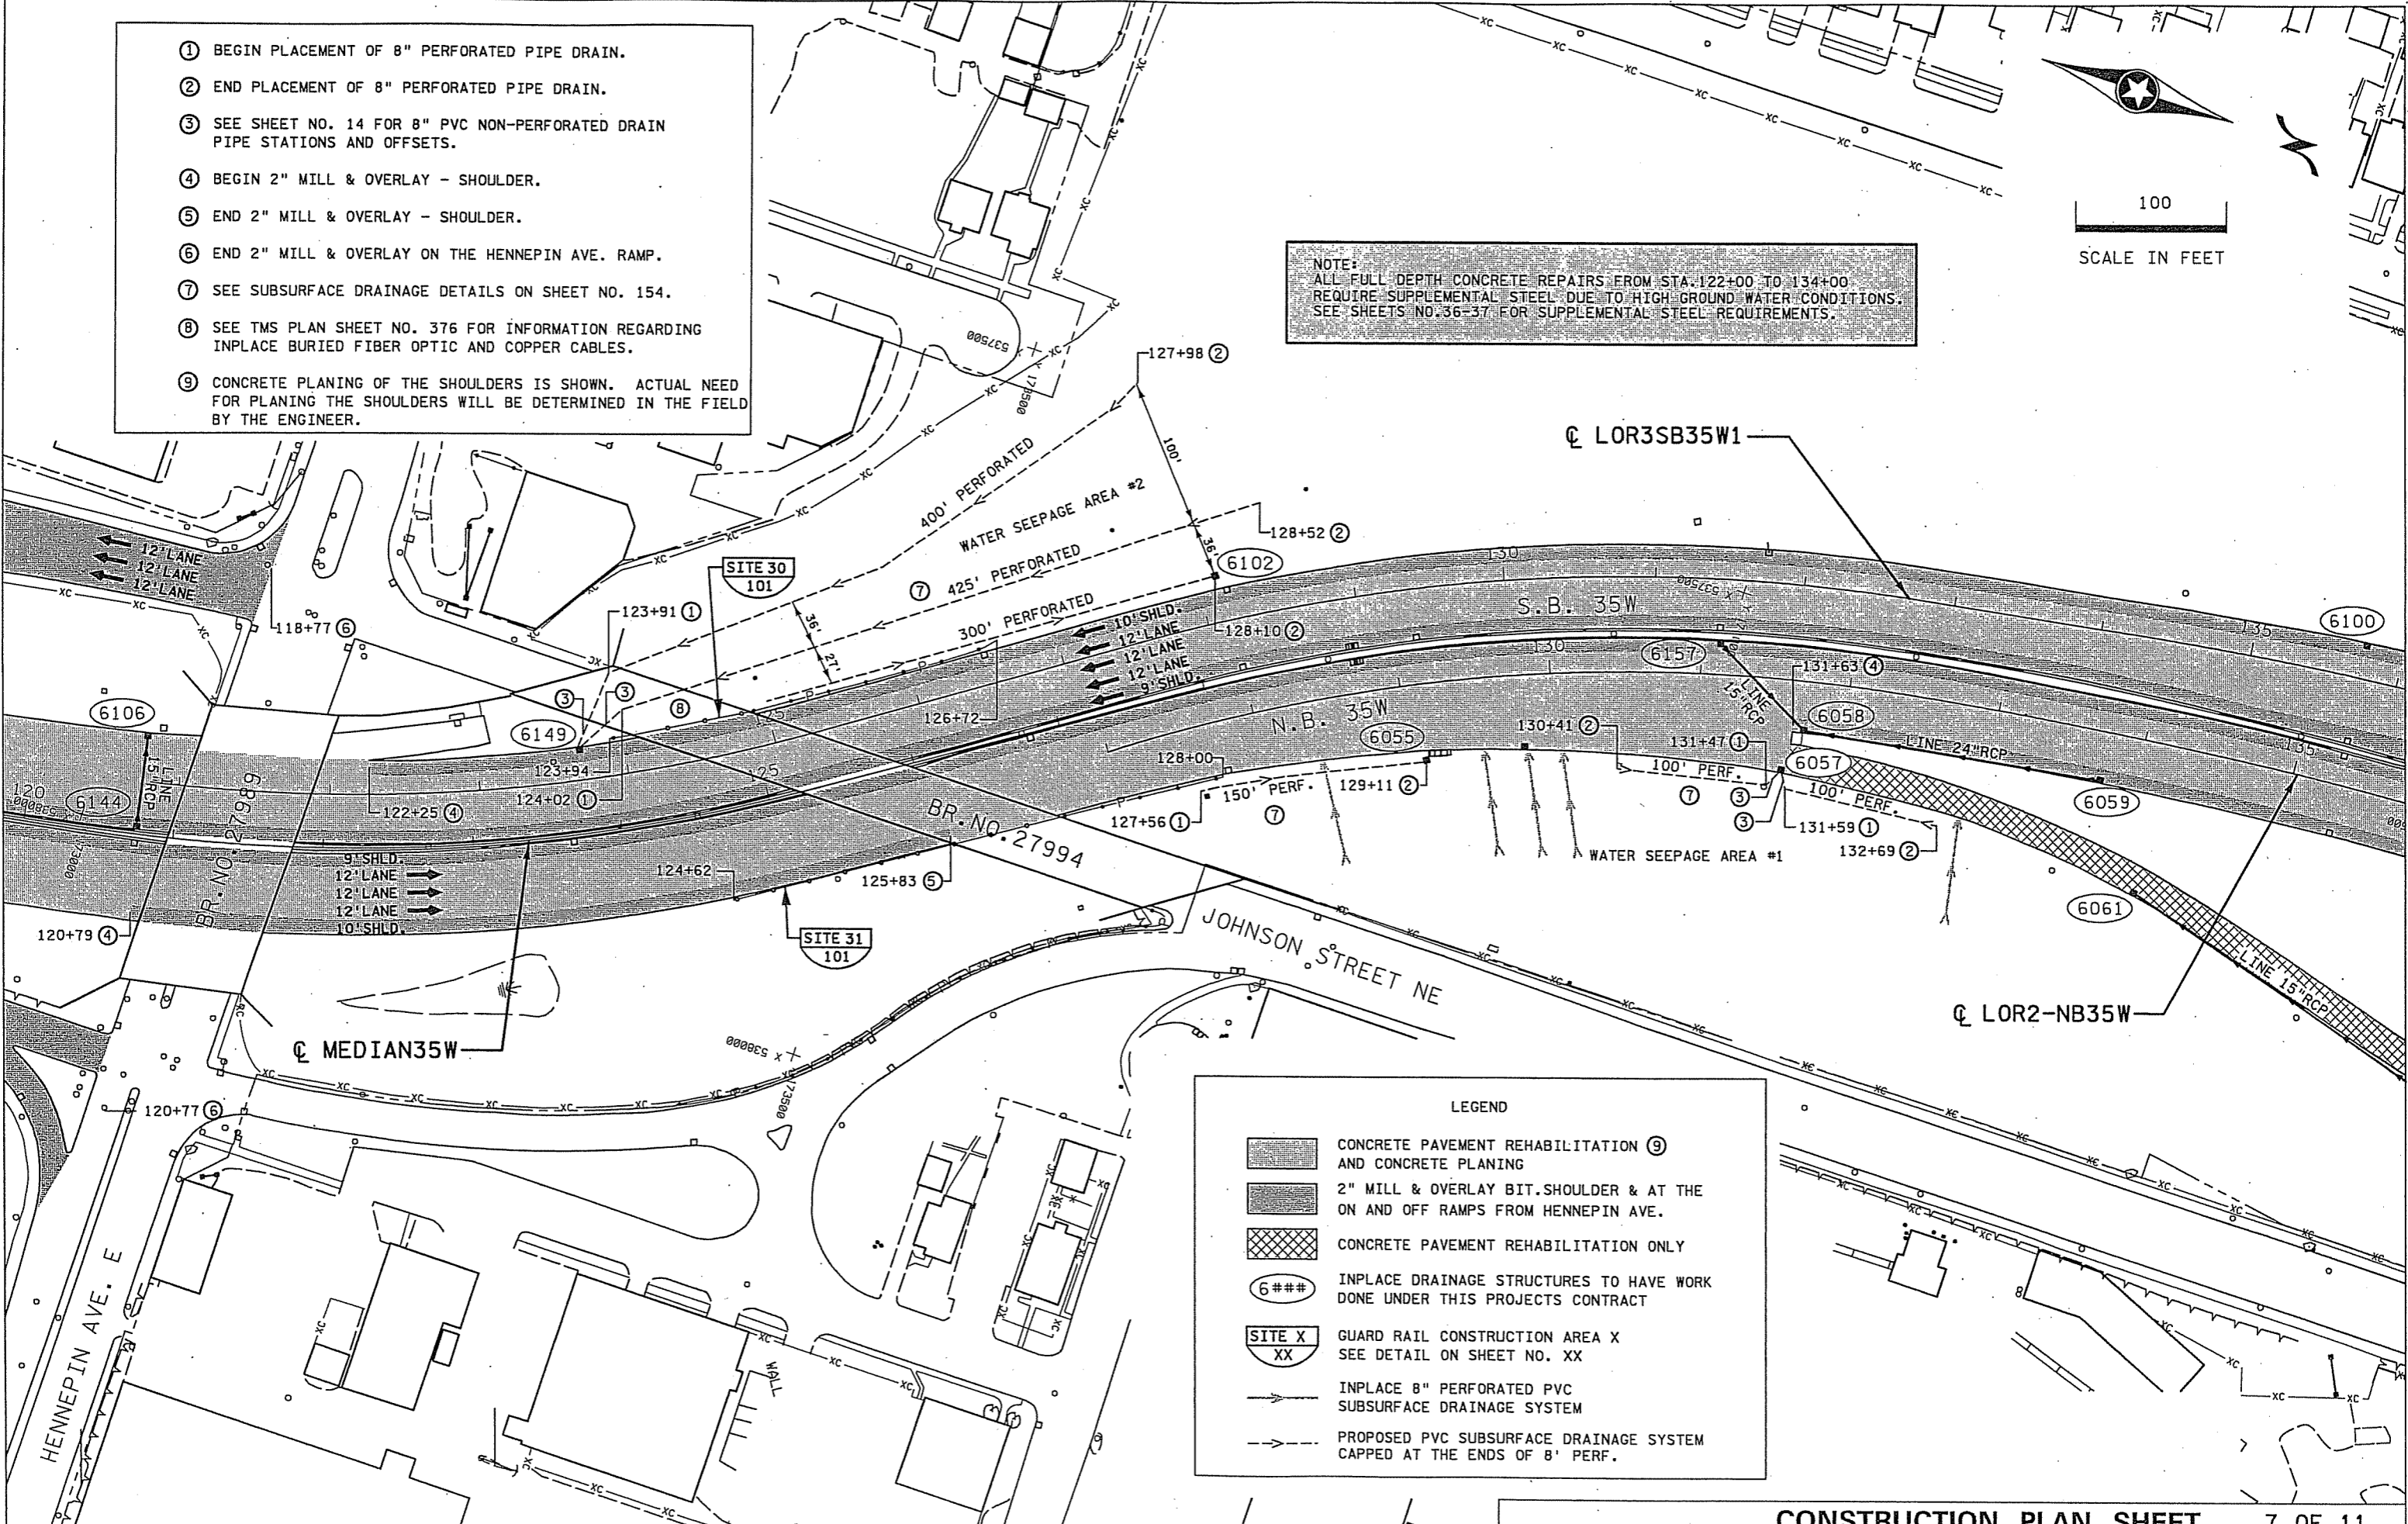 ① BEGIN PLACEMENT OF 8" PERFORATED PIPE DRAIN.
② END PLACEMENT OF 8" PERFORATED PIPE DRAIN.
③ SEE SHEET NO. 14 FOR 8" PVC NON-PERFORATED DRAIN
PIPE STATIONS AND OFFSETS.
④ BEGIN 2" MILL & OVERLAY - SHOULDER.
⑤ END 2" MILL & OVERLAY - SHOULDER.
⑥ END 2" MILL & OVERLAY ON THE HENNEPIN AVE. RAMP.
⑦ SEE SUBSURFACE DRAINAGE DETAILS ON SHEET NO. 154.
⑧ SEE TMS PLAN SHEET NO. 376 FOR INFORMATION REGARDING
INPLACE BURIED FIBER OPTIC AND COPPER CABLES.
⑨ CONCRETE PLANING OF THE SHOULDERS IS SHOWN. ACTUAL NEED
FOR PLANING THE SHOULDERS WILL BE DETERMINED IN THE FIELD
BY THE ENGINEER.
100
SCALE IN FEET
NOTE:
ALL FULL DEPTH CONCRETE REPAIRS FROM STA.122+00 TO 134+00
REQUIRE SUPPLEMENTAL STEEL DUE TO HIGH GROUND WATER CONDITIONS.
SEE SHEETS NO.36-37 FOR SUPPLEMENTAL STEEL REQUIREMENTS.
X 537500
127+98 ②
100'
400' PERFORATED
WATER SEEPAGE AREA #2
℄ LOR3SB35W1
128+52 ②
36'
6102
425' PERFORATED
⑦
300' PERFORATED
SITE 30
101
12'LANE
12'LANE
12'LANE
118+77 ⑥
123+91 ①
36'
27'
10'SHLD.
12'LANE
12'LANE
12'LANE
9'SHLD.
128+10 ②
130
X 537500
S.B. 35W
135
6100
6106
6149
③
③
⑧
125
126+72
N.B. 35W
130
6157
LINE
15"RCP
131+63 ④
6058
LINE 24"RCP
135
6059
6055
130+41 ②
131+47 ①
6057
100' PERF.
⑦
③
③
100' PERF.
131+59 ①
132+69 ②
128+00
129+11 ②
150' PERF.
⑦
127+56 ①
WATER SEEPAGE AREA #1
LINE
15"RCP
6144
120
X 538000
BR.NO.27989
123+94
124+02 ①
122+25 ④
125
BR.NO.27994
9'SHLD.
12'LANE
12'LANE
12'LANE
10'SHLD.
124+62
125+83 ⑤
120+79 ④
SITE 31
101
6061
LINE 15"RCP
JOHNSON STREET NE
℄ LOR2-NB35W
℄ MEDIAN35W
X 538000
173500
120+77 ⑥
HENNEPIN AVE. E
WALL
LEGEND
CONCRETE PAVEMENT REHABILITATION ⑨
AND CONCRETE PLANING
2" MILL & OVERLAY BIT.SHOULDER & AT THE
ON AND OFF RAMPS FROM HENNEPIN AVE.
CONCRETE PAVEMENT REHABILITATION ONLY
6###
INPLACE DRAINAGE STRUCTURES TO HAVE WORK
DONE UNDER THIS PROJECTS CONTRACT
SITE X
XX
GUARD RAIL CONSTRUCTION AREA X
SEE DETAIL ON SHEET NO. XX
INPLACE 8" PERFORATED PVC
SUBSURFACE DRAINAGE SYSTEM
PROPOSED PVC SUBSURFACE DRAINAGE SYSTEM
CAPPED AT THE ENDS OF 8' PERF.
CONSTRUCTION PLAN SHEET 7 OF 11